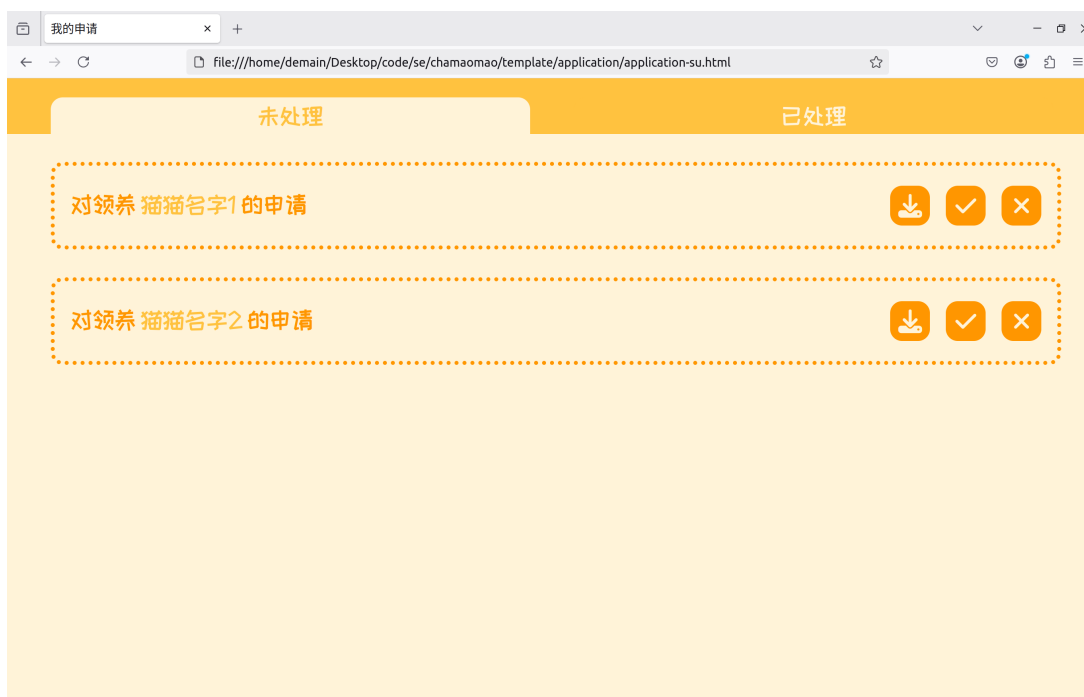 我的申请
file:///home/demain/Desktop/code/se/chamaomao/template/application/application-su.html
未处理
已处理
对领养 猫猫名字1 的申请
对领养 猫猫名字2 的申请